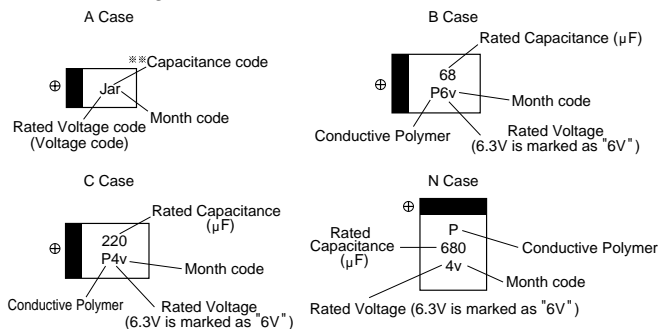 A Case
※※Capacitance code
⊕
Jar
Month code
Rated Voltage code
(Voltage code)
B Case
Rated Capacitance (μF)
⊕
68
P6v
Month code
Conductive Polymer
Rated Voltage
(6.3V is marked as "6V")
C Case
Rated Capacitance
(μF)
⊕
220
P4v
Month code
Conductive Polymer
Rated Voltage
(6.3V is marked as "6V")
N Case
⊕
P
Conductive Polymer
Rated
Capacitance
(μF)
680
4v
Month code
Rated Voltage (6.3V is marked as "6V")